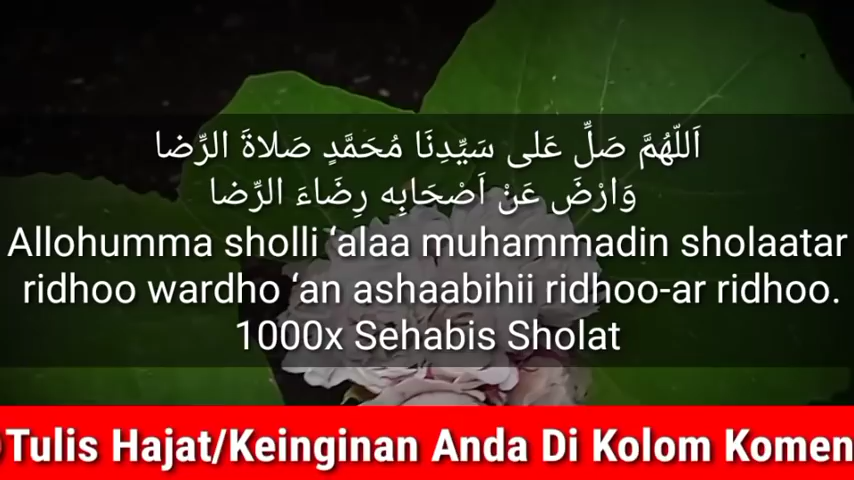 اَللّٰهُمَّ صَلِّ عَلى سَيِّدِنَا مُحَمَّدٍ صَلاةَ الرِّضا
وَارْضَ عَنْ اَصْحَابِه رِضَاءَ الرِّضا
Allohumma sholli ‘alaa muhammadin sholaatar
ridhoo wardho ‘an ashaabihii ridhoo-ar ridhoo.
1000x Sehabis Sholat
Tulis Hajat/Keinginan Anda Di Kolom Komen